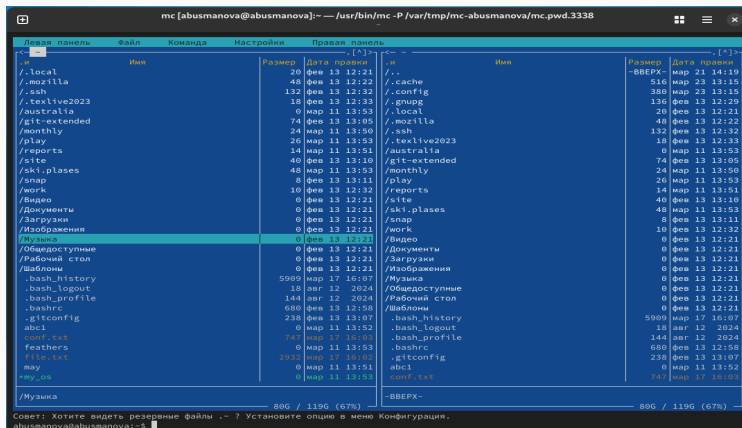 mc [abusmanova@abusmanova]:~ — /usr/bin/mc -P /var/tmp/mc-abusmanova/mc.pwd.3338
~
Левая панель Файл Команда Настройки Правая панель
<— ~ .[^]> <— ~ .[^]>
.и Имя Размер Дата правки .и Имя Размер Дата правки
/.local 20 фев 13 12:21 /.. -ВВЕРХ- мар 21 14:19
/.mozilla 48 фев 13 12:22 /.cache 516 мар 23 13:15
/.ssh 132 фев 13 12:32 /.config 380 мар 23 13:15
/.texlive2023 18 фев 13 12:33 /.gnupg 136 фев 13 12:29
/australia 0 мар 11 13:53 /.local 20 фев 13 12:21
/git-extended 74 фев 13 13:05 /.mozilla 48 фев 13 12:22
/monthly 24 мар 11 13:50 /.ssh 132 фев 13 12:32
/play 26 мар 11 13:53 /.texlive2023 18 фев 13 12:33
/reports 14 мар 11 13:51 /australia 0 мар 11 13:53
/site 40 фев 13 13:10 /git-extended 74 фев 13 13:05
/ski.plases 48 мар 11 13:53 /monthly 24 мар 11 13:50
/snap 8 фев 13 13:11 /play 26 мар 11 13:53
/work 10 фев 13 12:32 /reports 14 мар 11 13:51
/Видео 0 фев 13 12:21 /site 40 фев 13 13:10
/Документы 0 фев 13 12:21 /ski.plases 48 мар 11 13:53
/Загрузки 0 фев 13 12:21 /snap 8 фев 13 13:11
/Изображения 0 фев 13 12:21 /work 10 фев 13 12:32
/Музыка 0 фев 13 12:21 /Видео 0 фев 13 12:21
/Общедоступные 0 фев 13 12:21 /Документы 0 фев 13 12:21
/Рабочий стол 0 фев 13 12:21 /Загрузки 0 фев 13 12:21
/Шаблоны 0 фев 13 12:21 /Изображения 0 фев 13 12:21
.bash_history 5909 мар 17 16:07 /Музыка 0 фев 13 12:21
.bash_logout 18 авг 12 2024 /Общедоступные 0 фев 13 12:21
.bash_profile 144 авг 12 2024 /Рабочий стол 0 фев 13 12:21
.bashrc 680 фев 13 12:58 /Шаблоны 0 фев 13 12:21
.gitconfig 238 фев 13 13:07 .bash_history 5909 мар 17 16:07
abc1 0 мар 11 13:52 .bash_logout 18 авг 12 2024
conf.txt 747 мар 17 16:03 .bash_profile 144 авг 12 2024
feathers 0 мар 11 13:53 .bashrc 680 фев 13 12:58
file.txt 2932 мар 17 16:02 .gitconfig 238 фев 13 13:07
may 0 мар 11 13:51 abc1 0 мар 11 13:52
*my_os 0 мар 11 13:53 conf.txt 747 мар 17 16:03
/Музыка -ВВЕРХ-
80G / 119G (67%) 80G / 119G (67%)
Совет: Хотите видеть резервные файлы .~ ? Установите опцию в меню Конфигурация.
abusmanova@abusmanova:~$